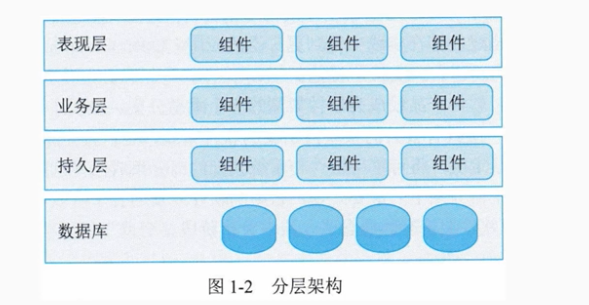 表现层 组件 组件 组件
业务层 组件 组件 组件
持久层 组件 组件 组件
数据库
图 1-2 分层架构